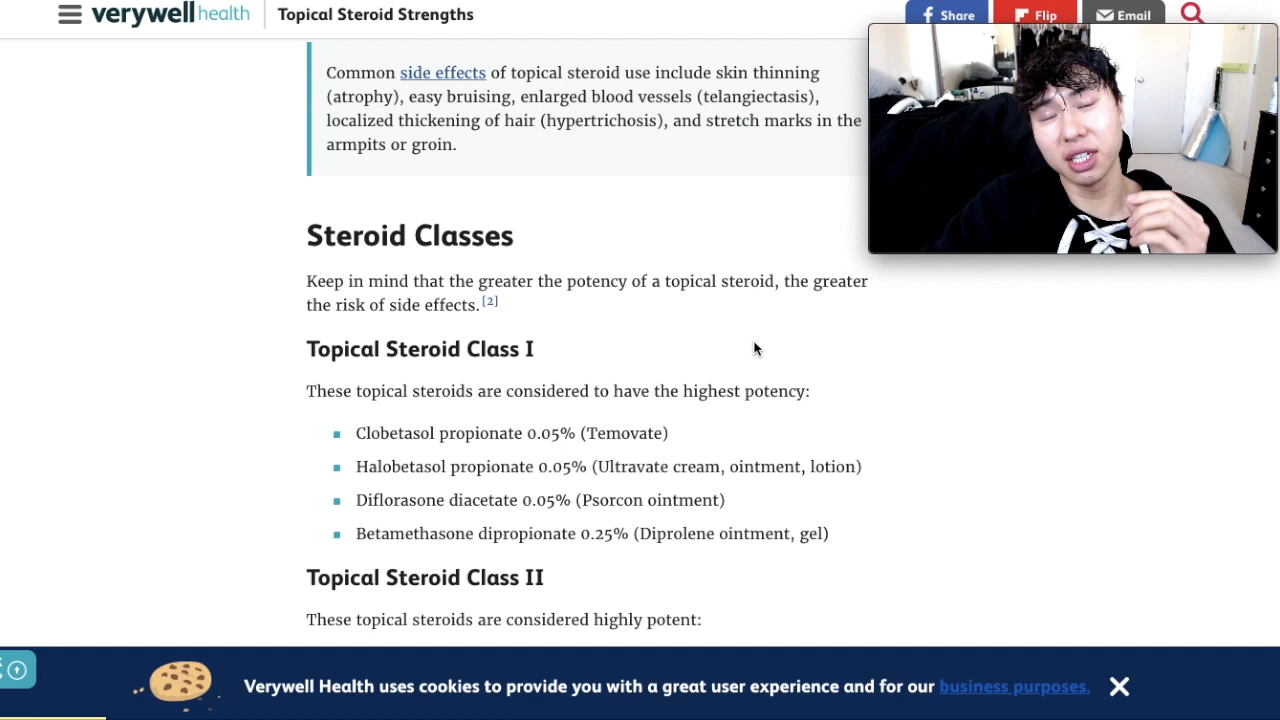 verywell health
Topical Steroid Strengths
Share
Flip
Email
Common side effects of topical steroid use include skin thinning
(atrophy), easy bruising, enlarged blood vessels (telangiectasis),
localized thickening of hair (hypertrichosis), and stretch marks in the
armpits or groin.
Steroid Classes
Keep in mind that the greater the potency of a topical steroid, the greater
the risk of side effects.[2]
Topical Steroid Class I
These topical steroids are considered to have the highest potency:
Clobetasol propionate 0.05% (Temovate)
Halobetasol propionate 0.05% (Ultravate cream, ointment, lotion)
Diflorasone diacetate 0.05% (Psorcon ointment)
Betamethasone dipropionate 0.25% (Diprolene ointment, gel)
Topical Steroid Class II
These topical steroids are considered highly potent:
Verywell Health uses cookies to provide you with a great user experience and for our business purposes.